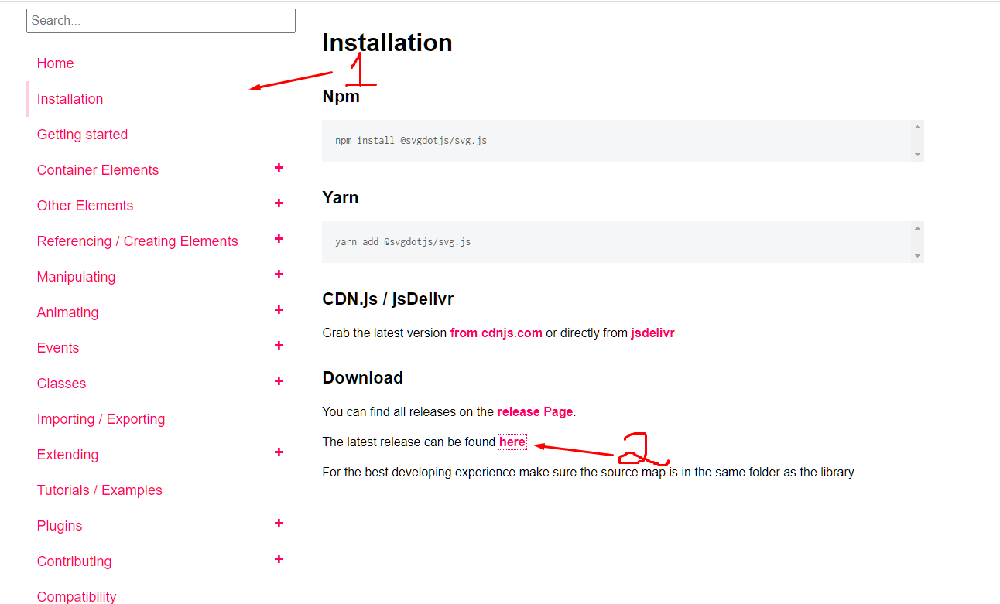 Search...
Home
Installation
Getting started
Container Elements +
Other Elements +
Referencing / Creating Elements +
Manipulating +
Animating +
Events +
Classes +
Importing / Exporting
Extending +
Tutorials / Examples
Plugins +
Contributing +
Compatibility
Installation
1
Npm
npm install @svgdotjs/svg.js
Yarn
yarn add @svgdotjs/svg.js
CDN.js / jsDelivr
Grab the latest version from cdnjs.com or directly from jsdelivr
Download
You can find all releases on the release Page.
The latest release can be found here
2
For the best developing experience make sure the source map is in the same folder as the library.